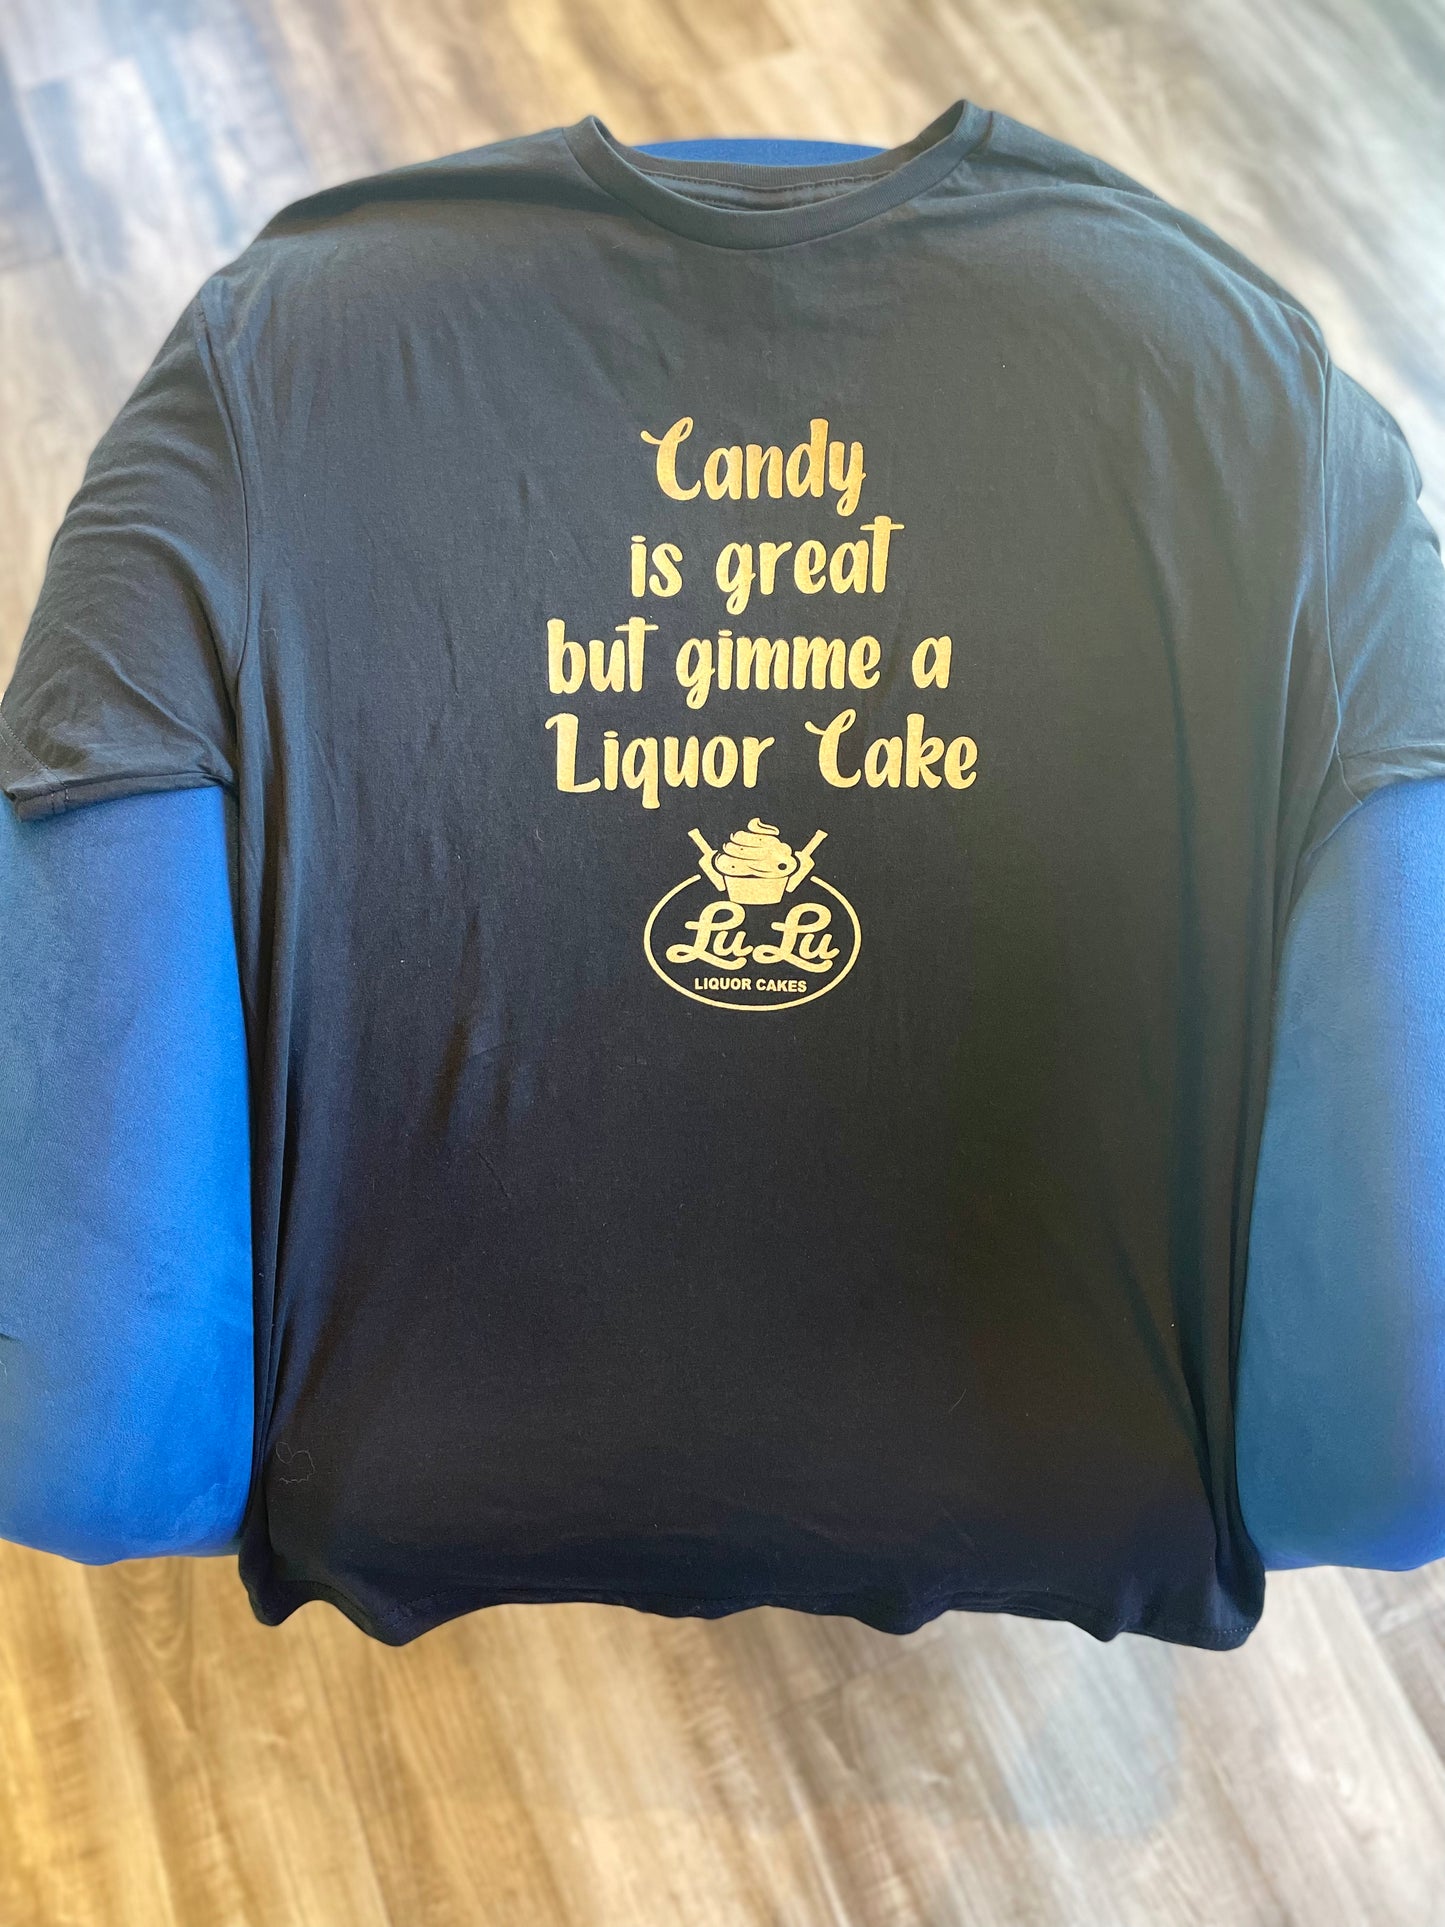 Candy
is great
but gimme a
Liquor Cake
LuLu
LIQUOR CAKES